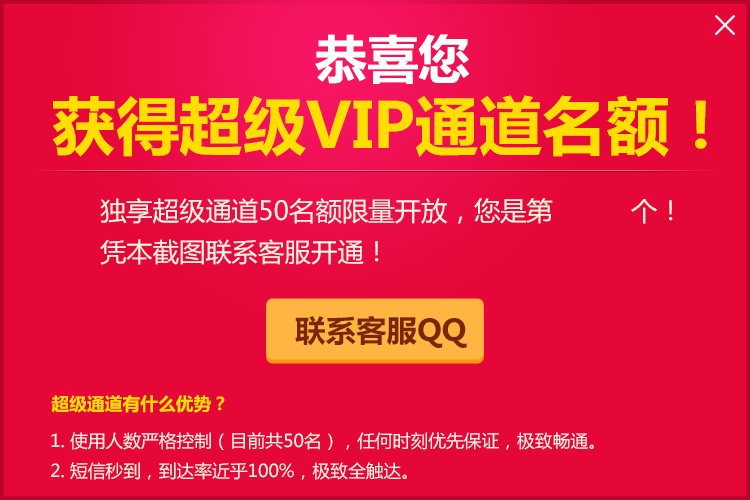 恭喜您
获得超级VIP通道名额！
独享超级通道50名额限量开放，您是第 个！
凭本截图联系客服开通！
联系客服QQ
超级通道有什么优势？
1. 使用人数严格控制（目前共50名），任何时刻优先保证，极致畅通。
2. 短信秒到，到达率近乎100%，极致全触达。